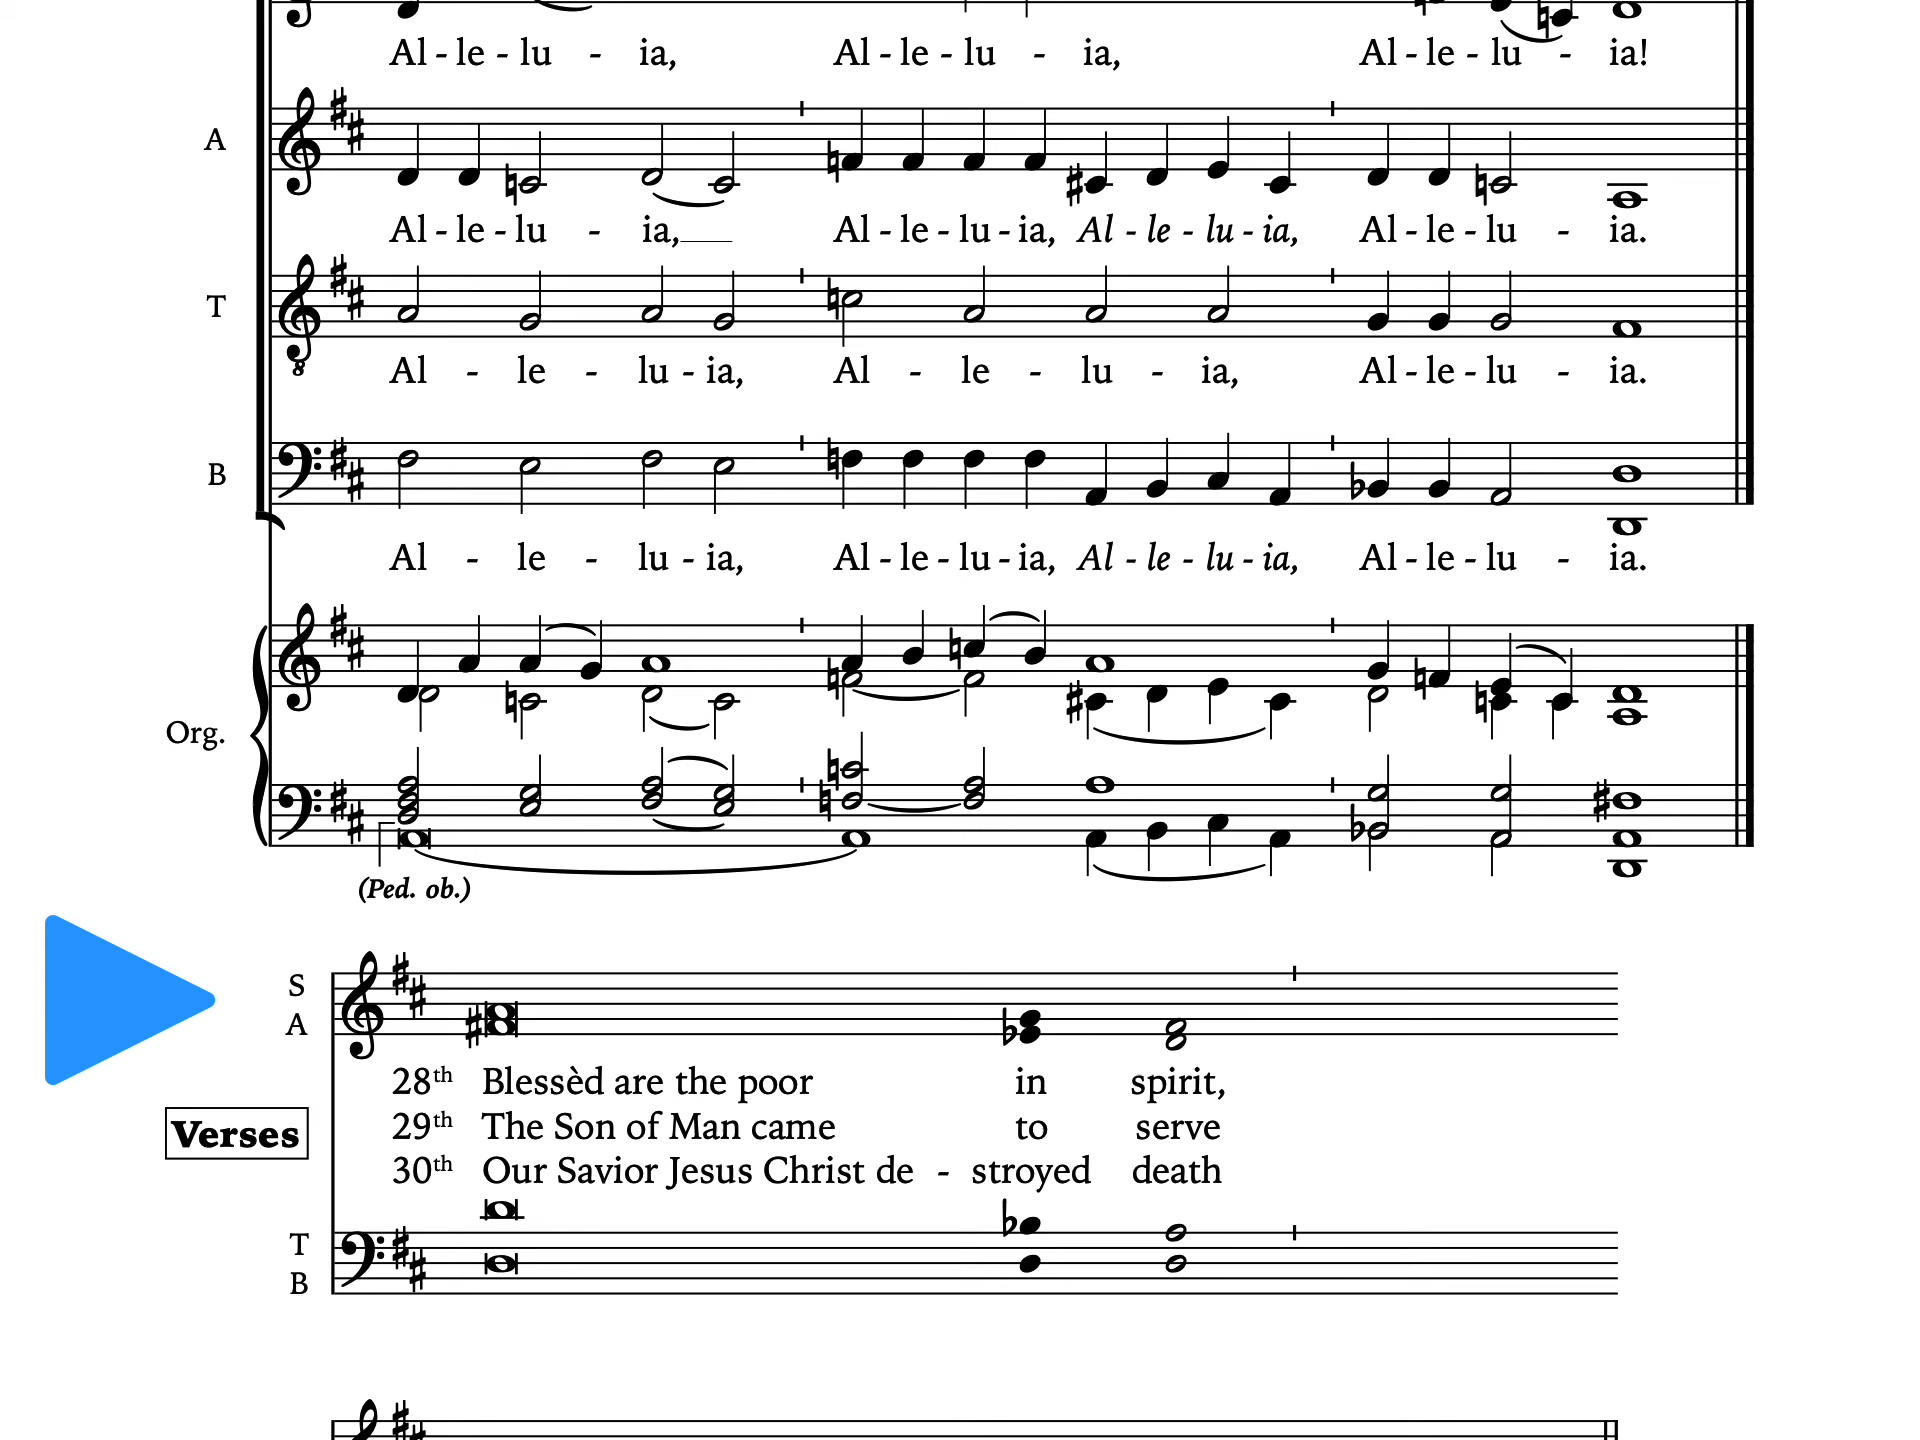 Al - le - lu - ia, Al - le - lu - ia, Al - le - lu - ia!
A
Al - le - lu - ia, Al - le - lu - ia, Al - le - lu - ia, Al - le - lu - ia.
T
Al - le - lu - ia, Al - le - lu - ia, Al - le - lu - ia.
B
Al - le - lu - ia, Al - le - lu - ia, Al - le - lu - ia, Al - le - lu - ia.
Org.
(Ped. ob.)
S
A
28th Blessèd are the poor in spirit,
Verses
29th The Son of Man came to serve
30th Our Savior Jesus Christ de - stroyed death
T
B